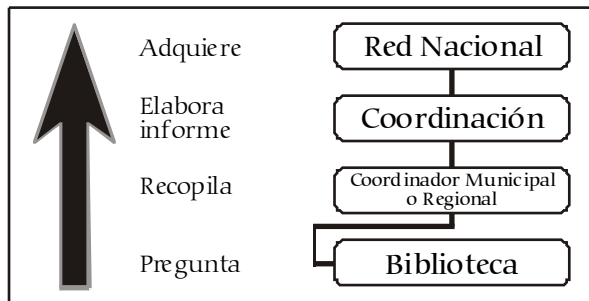 Adquiere
Red Nacional
Elabora
informe
Coordinación
Recopila
Coordinador Municipal
o Regional
Pregunta
Biblioteca